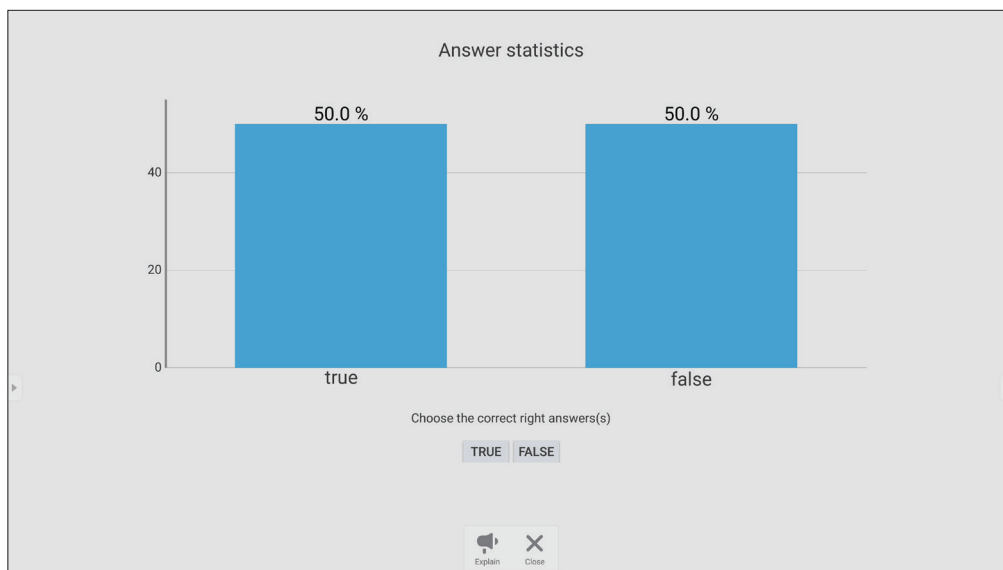 Answer statistics
50.0 % 50.0 %
40
20
0
true false
Choose the correct right answers(s)
TRUE FALSE
Explain Close